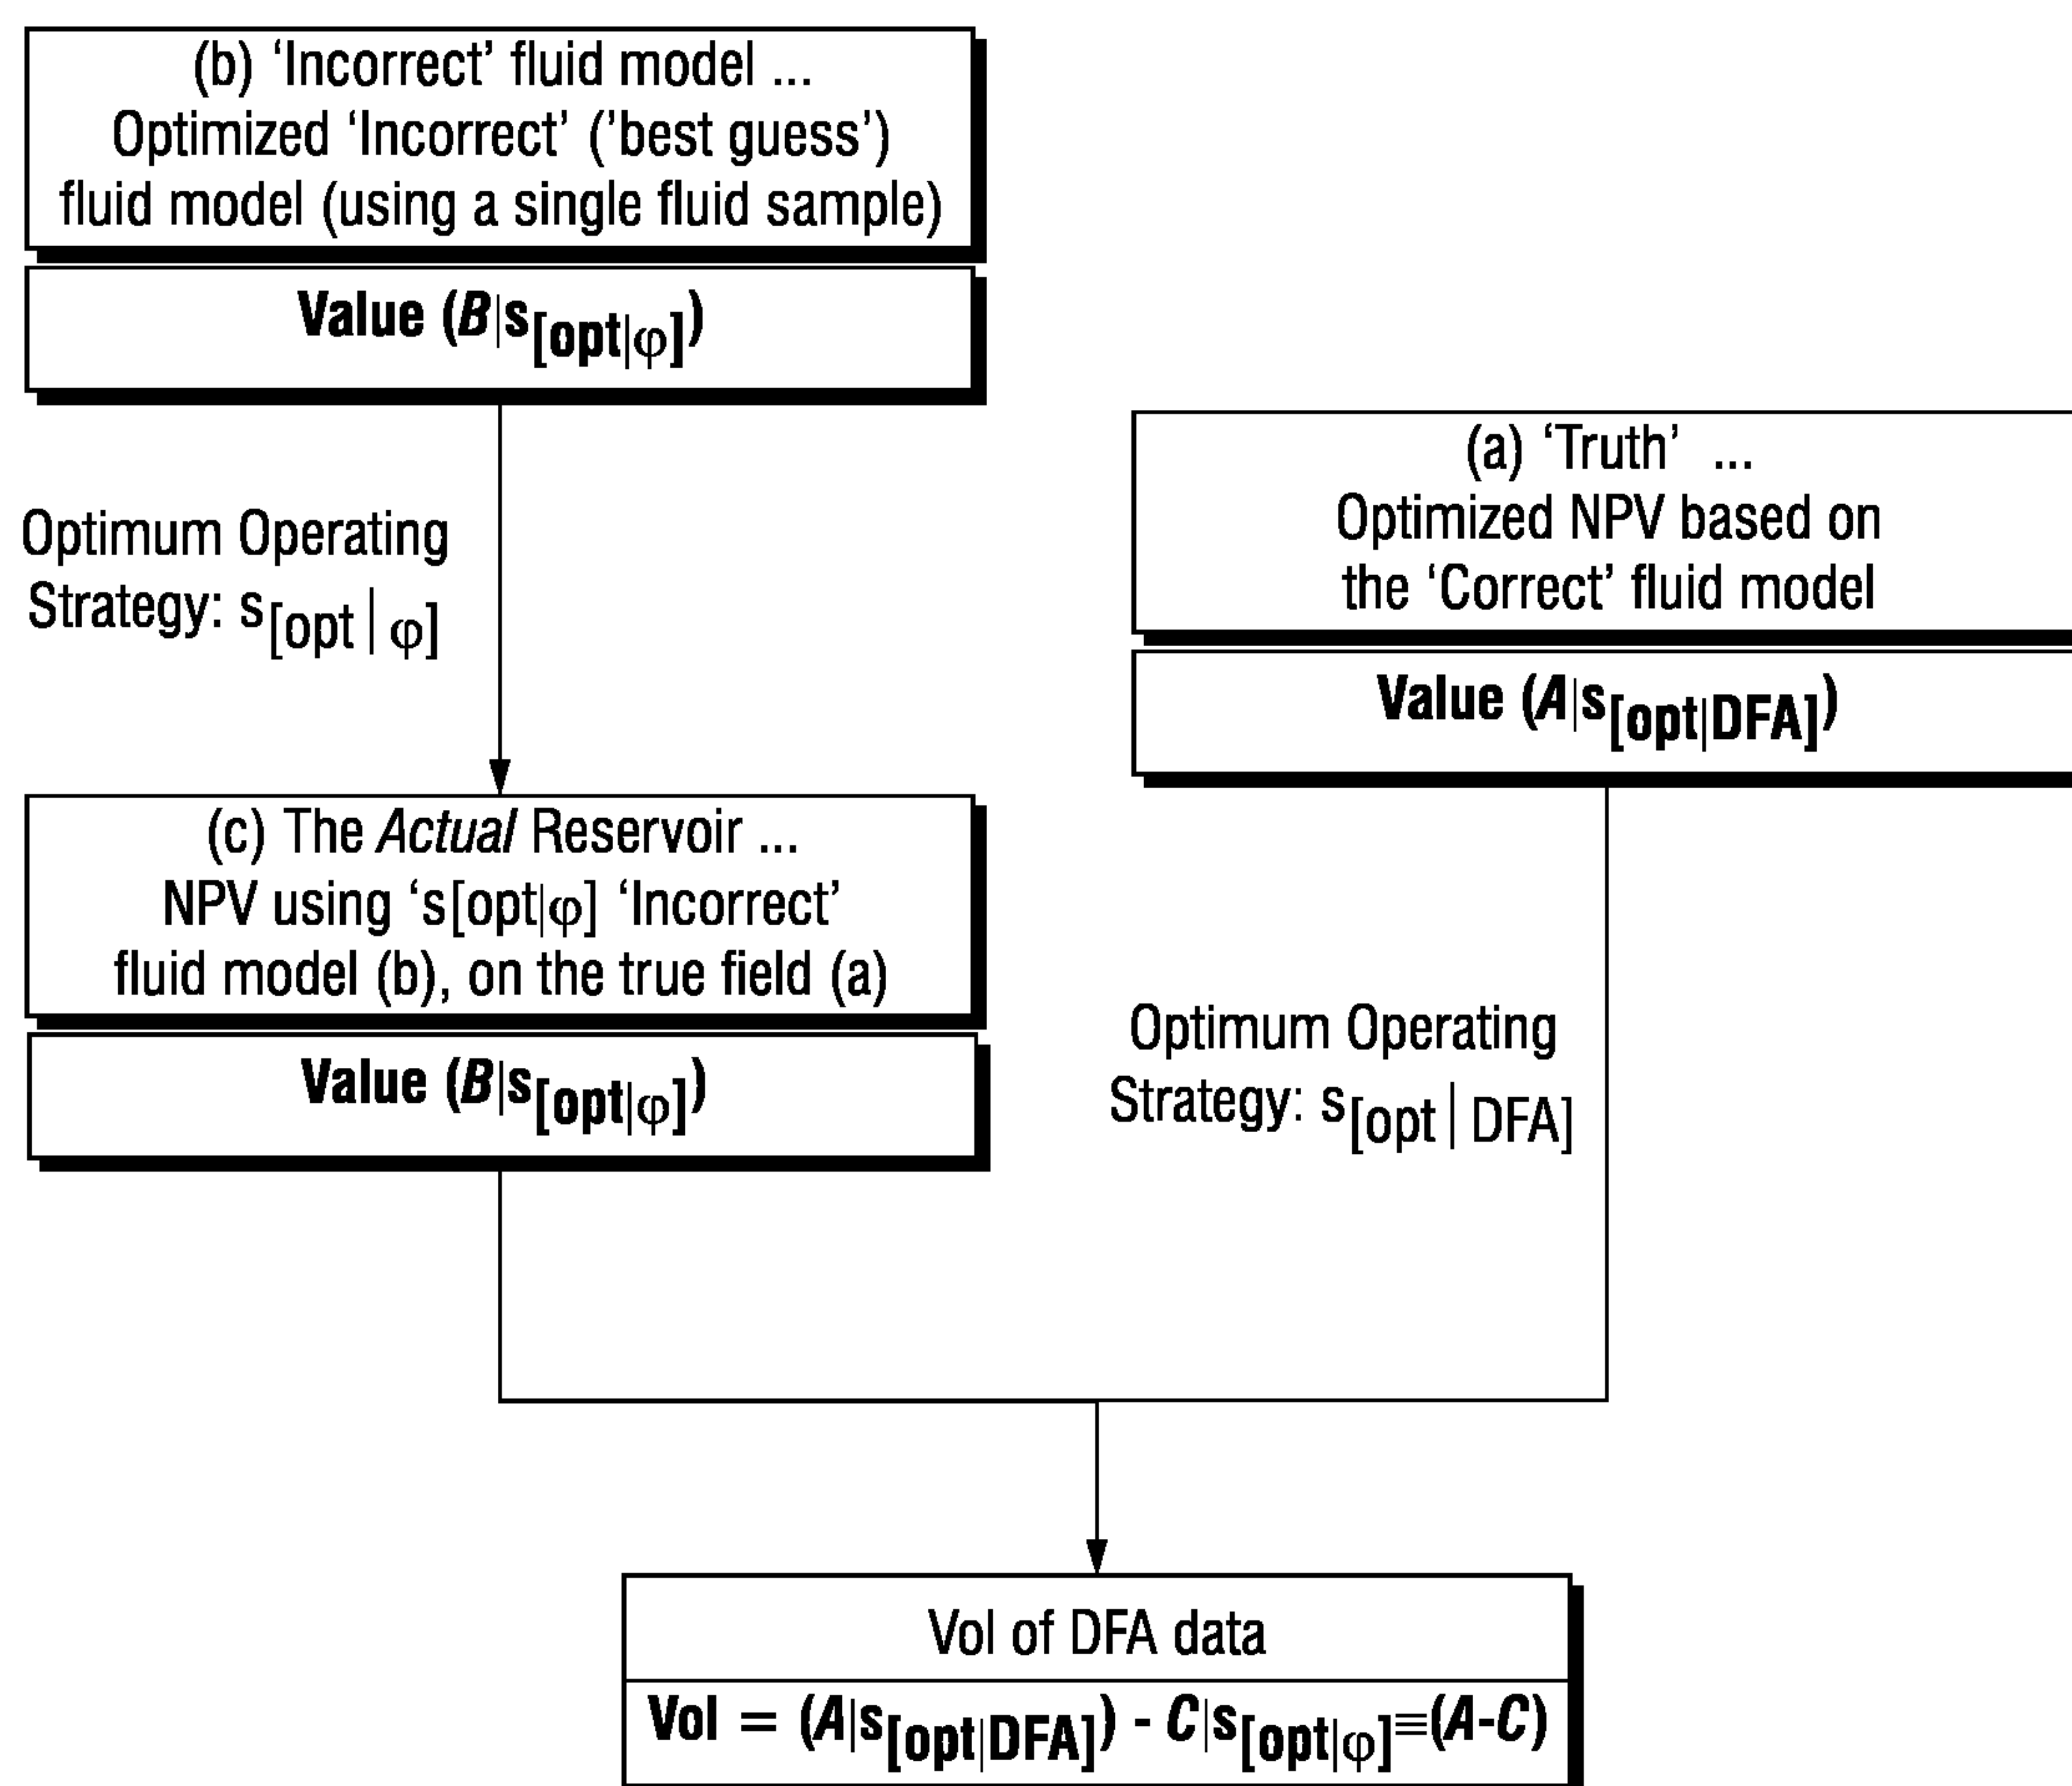 (b) ‘Incorrect’ fluid model ...
Optimized ‘Incorrect’ (’best guess’)
fluid model (using a single fluid sample)
Value (B|s[opt|φ])
Optimum Operating
Strategy: s[opt | φ]
(a) ‘Truth’ ...
Optimized NPV based on
the ‘Correct’ fluid model
Value (A|s[opt|DFA])
(c) The Actual Reservoir ...
NPV using ‘s[opt|φ] ‘Incorrect’
fluid model (b), on the true field (a)
Value (B|s[opt|φ])
Optimum Operating
Strategy: s[opt | DFA]
Vol of DFA data
Vol = (A|s[opt|DFA]) - C|s[opt|φ]≡(A-C)